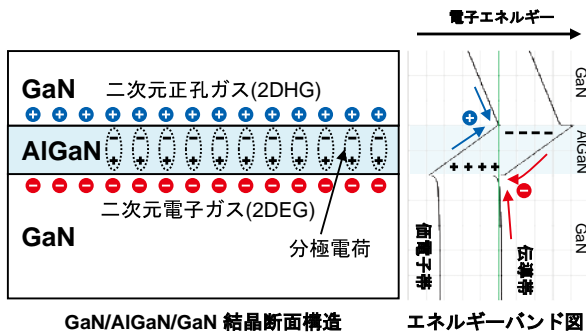 電子エネルギー
GaN
二次元正孔ガス(2DHG)
AlGaN
二次元電子ガス(2DEG)
GaN
分極電荷
GaN
AlGaN
GaN
価電子帯
伝導帯
GaN/AlGaN/GaN 結晶断面構造
エネルギーバンド図